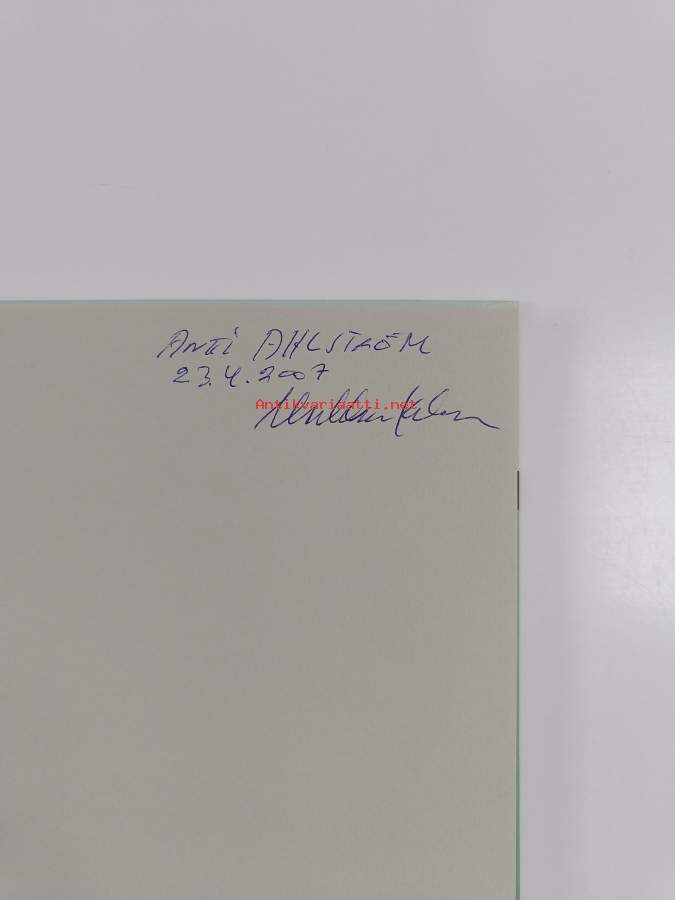 ANTTI AHLSTRÖM
23.4.2007
Antikvariaatti.net